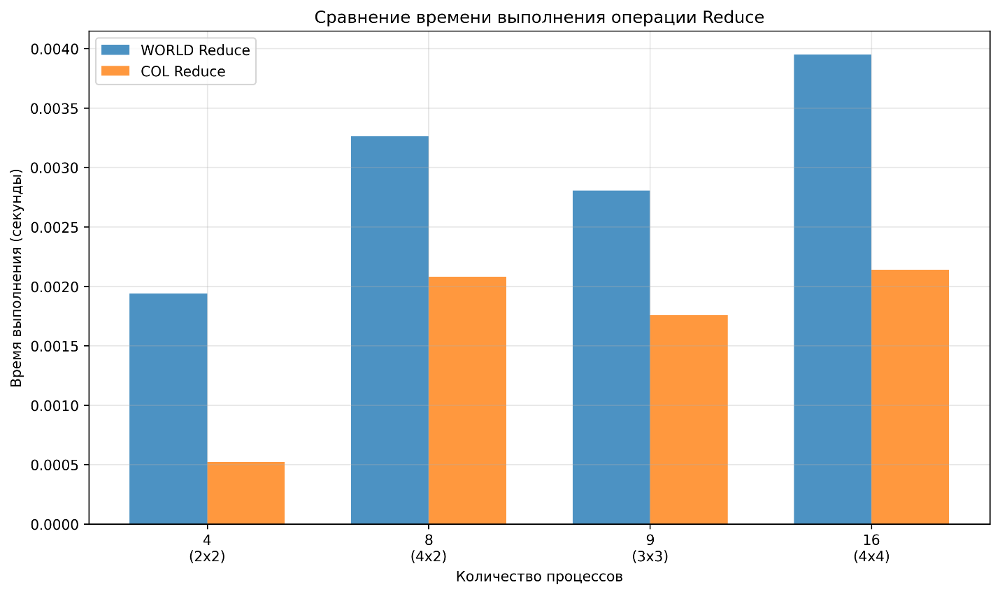 Сравнение времени выполнения операции Reduce
WORLD Reduce
COL Reduce
Время выполнения (секунды)
0.0040
0.0035
0.0030
0.0025
0.0020
0.0015
0.0010
0.0005
0.0000
4
(2x2)
8
(4x2)
9
(3x3)
16
(4x4)
Количество процессов